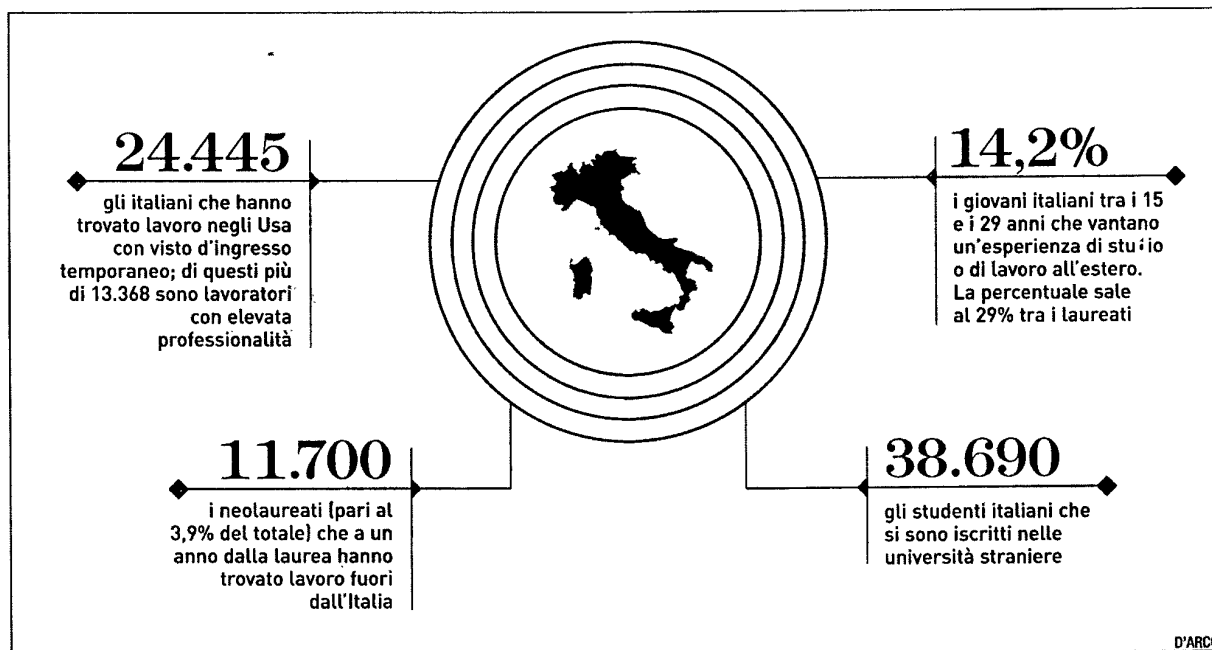 24.445
gli italiani che hanno
trovato lavoro negli Usa
con visto d'ingresso
temporaneo; di questi più
di 13.368 sono lavoratori
con elevata
professionalità
14,2%
i giovani italiani tra i 15
e i 29 anni che vantano
un'esperienza di studio
o di lavoro all'estero.
La percentuale sale
al 29% tra i laureati
11.700
i neolaureati (pari al
3,9% del totale) che a un
anno dalla laurea hanno
trovato lavoro fuori
dall'Italia
38.690
gli studenti italiani che
si sono iscritti nelle
università straniere